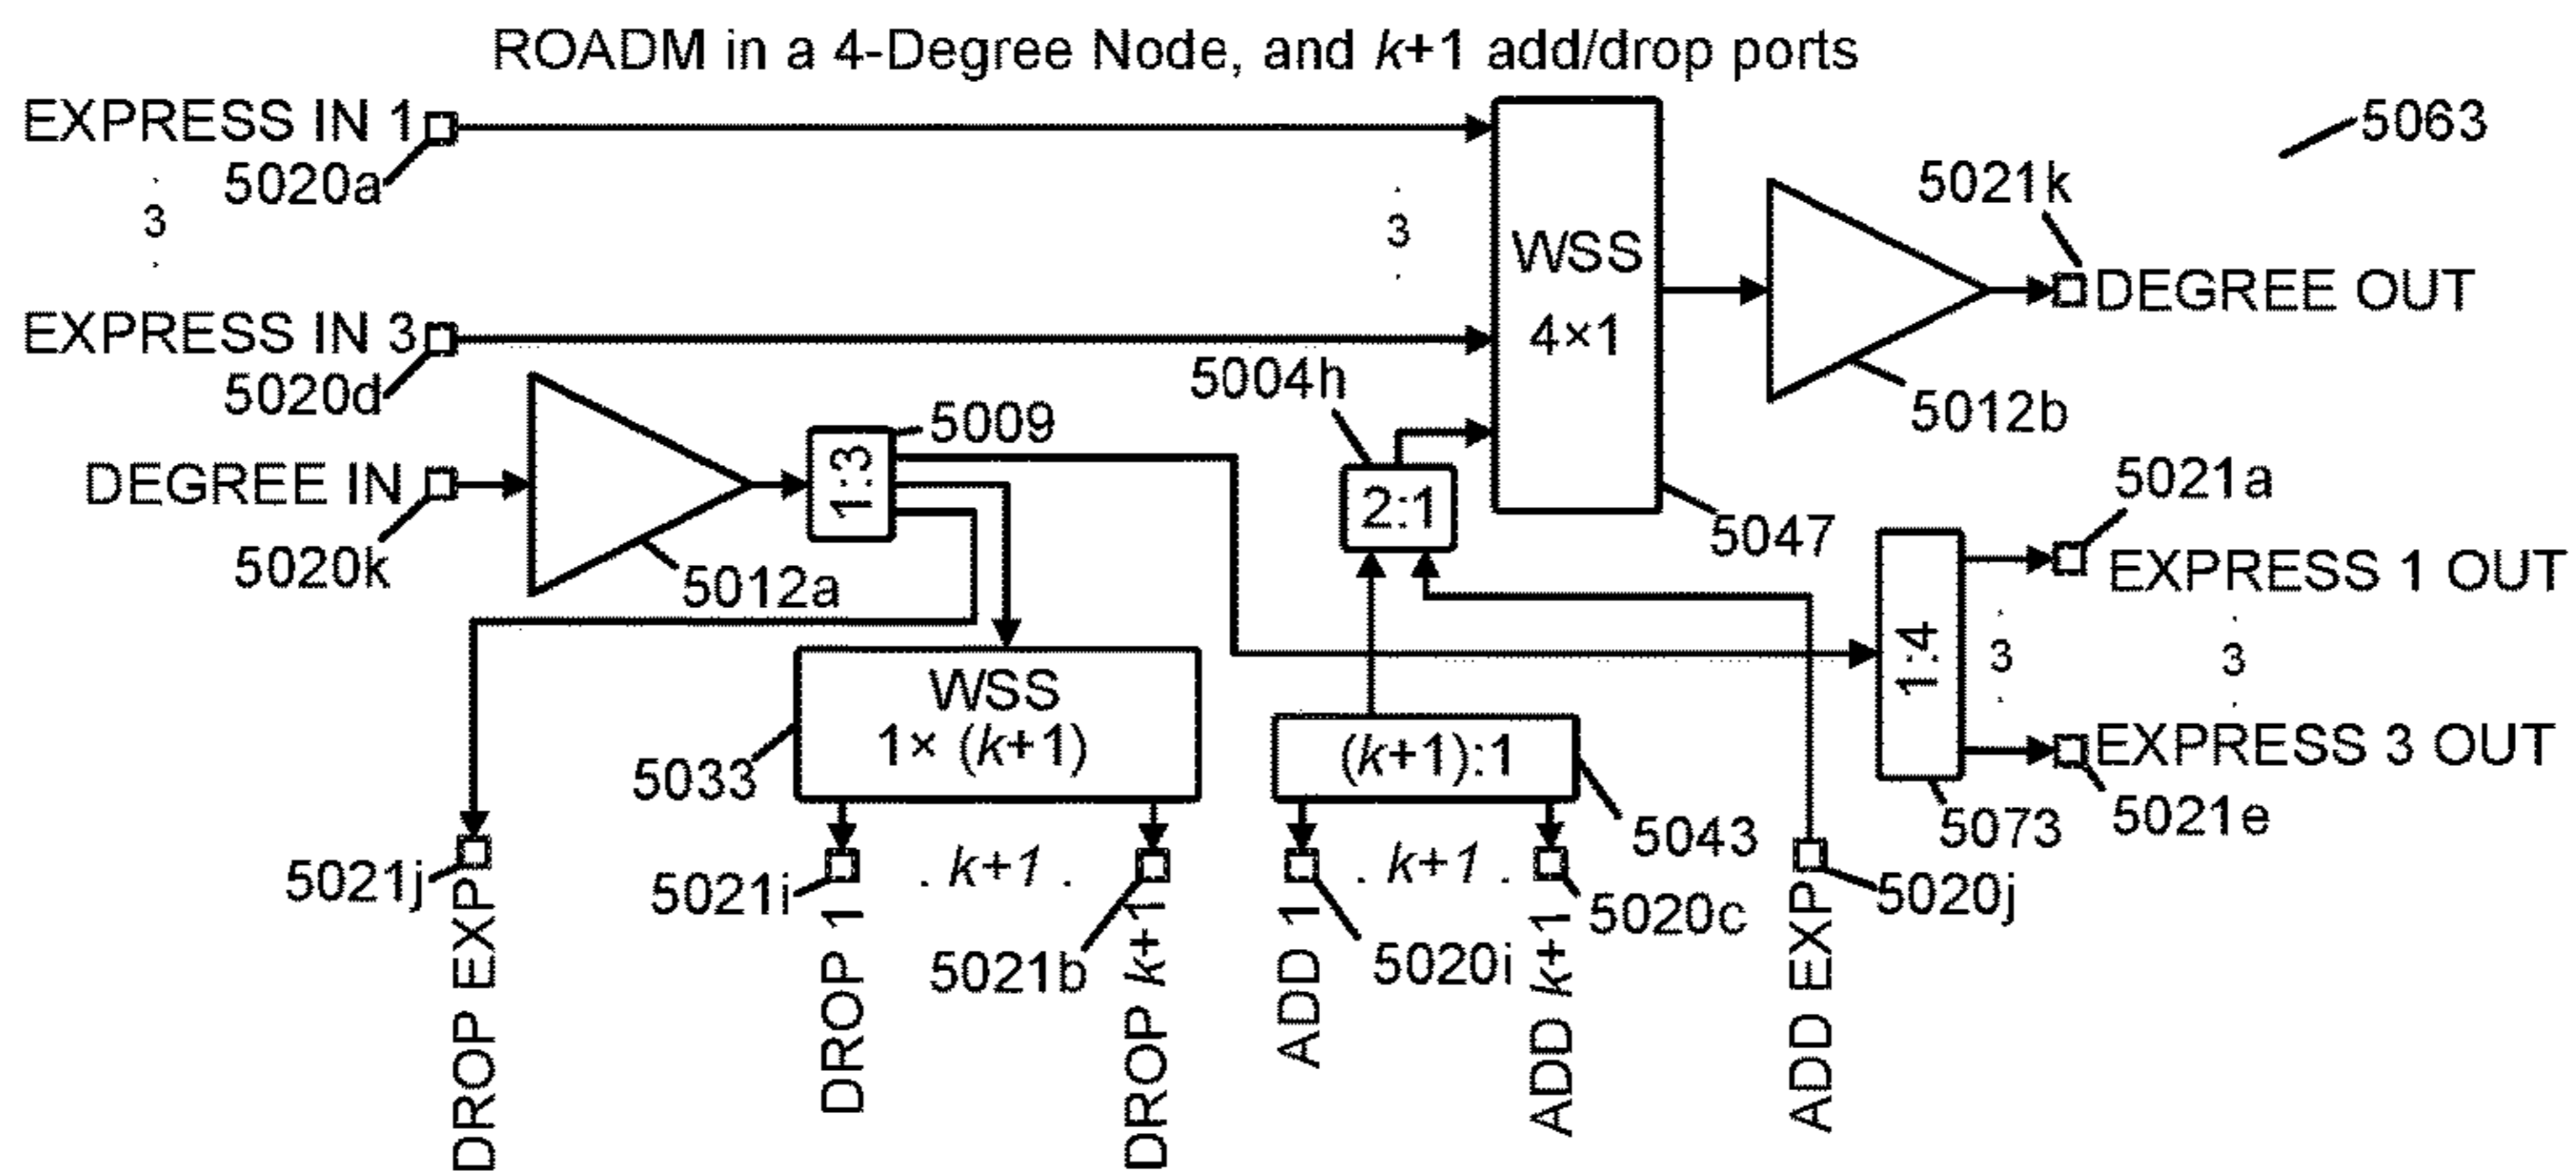 ROADM in a 4-Degree Node, and k+1 add/drop ports
EXPRESS IN 1
5020a
3
EXPRESS IN 3
5020d
DEGREE IN
5020k
5012a
5009
1:3
3
WSS
4×1
5004h
2:1
5047
5063
5021k
DEGREE OUT
5012b
5021a
EXPRESS 1 OUT
1:4
3
3
EXPRESS 3 OUT
5021e
5073
WSS
1× (k+1)
5033
(k+1):1
5043
5021j
DROP EXP
5021i
DROP 1
. k+1 .
5021b
DROP k+1
ADD 1
5020i
. k+1 .
ADD k+1
5020c
ADD EXP
5020j